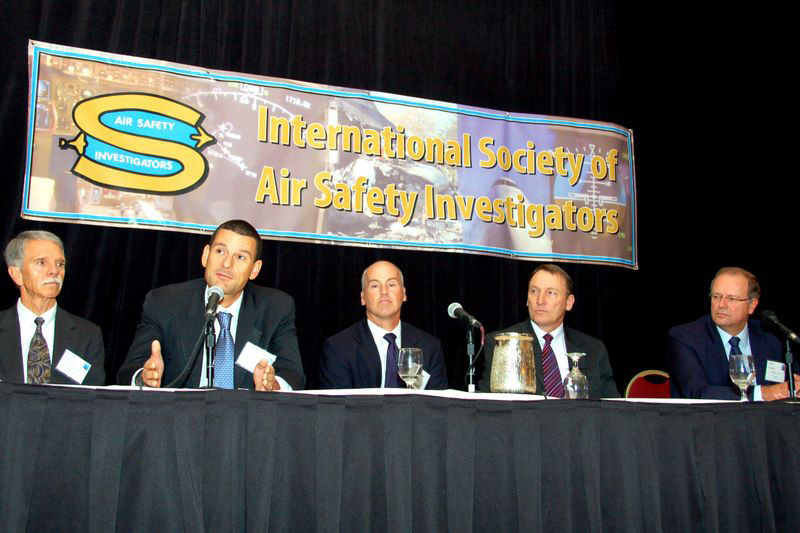 AIR SAFETY
INVESTIGATORS
International Society of
Air Safety Investigators